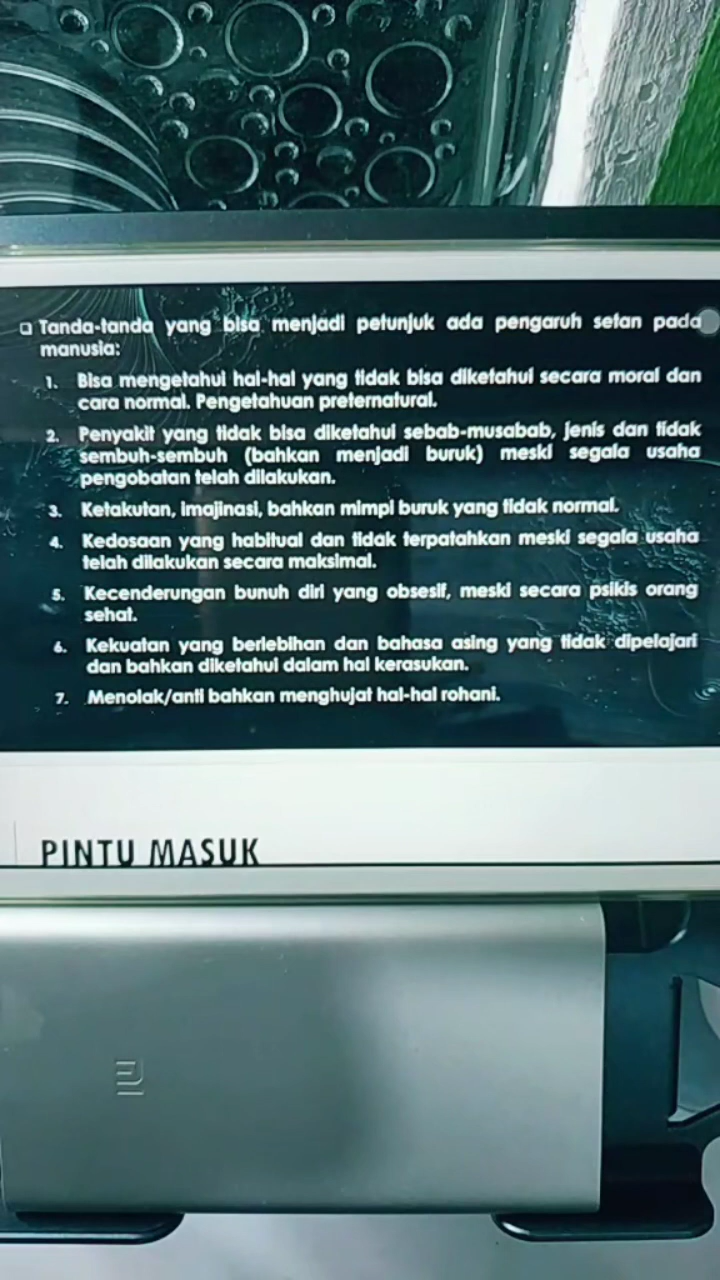 ❑ Tanda-tanda yang bisa menjadi petunjuk ada pengaruh setan pada
manusia:
1. Bisa mengetahui hal-hal yang tidak bisa diketahui secara moral dan
cara normal. Pengetahuan preternatural.
2. Penyakit yang tidak bisa diketahui sebab-musabab, jenis dan tidak
sembuh-sembuh (bahkan menjadi buruk) meski segala usaha
pengobatan telah dilakukan.
3. Ketakutan, imajinasi, bahkan mimpi buruk yang tidak normal.
4. Kedosaan yang habitual dan tidak terpatahkan meski segala usaha
telah dilakukan secara maksimal.
5. Kecenderungan bunuh diri yang obsesif, meski secara psikis orang
sehat.
6. Kekuatan yang berlebihan dan bahasa asing yang tidak dipelajari
dan bahkan diketahui dalam hal kerasukan.
7. Menolak/anti bahkan menghujat hal-hal rohani.
PINTU MASUK